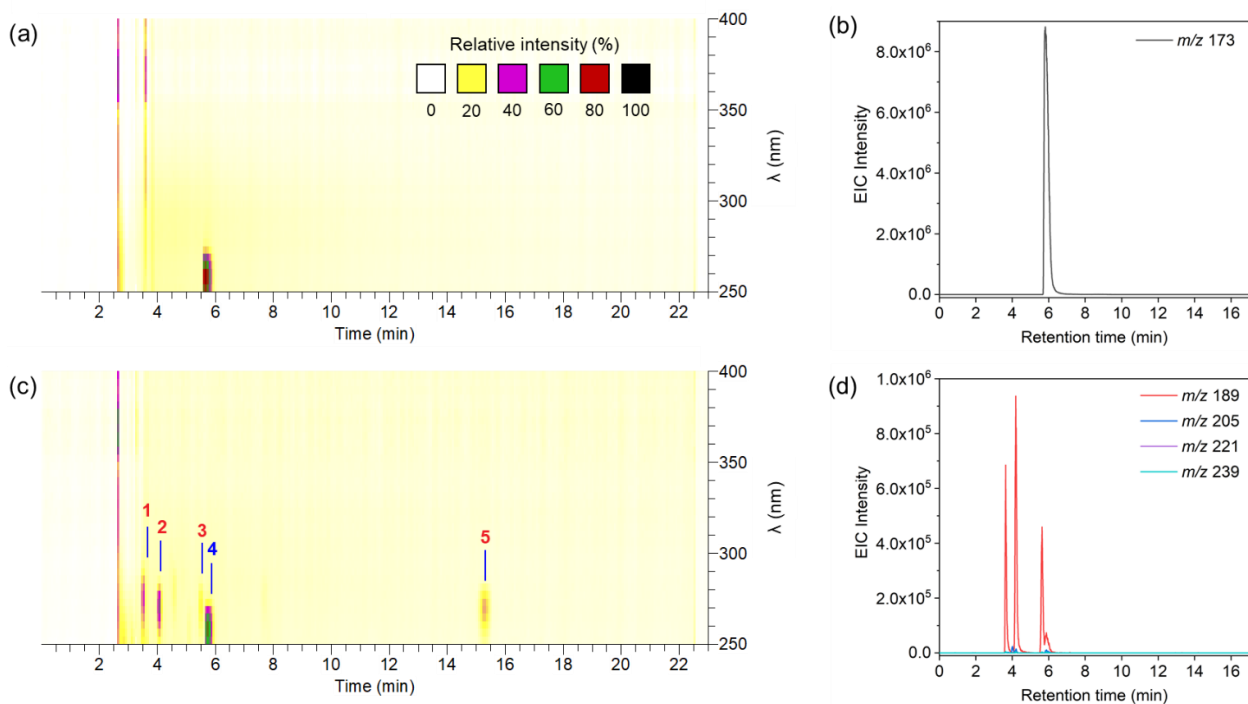 (a)
Relative intensity (%)
0 20 40 60 80 100
400
350
300
250
λ (nm)
2 4 6 8 10 12 14 16 18 20 22
Time (min)
(b)
m/z 173
8.0x10⁶
6.0x10⁶
4.0x10⁶
2.0x10⁶
0.0
EIC Intensity
0 2 4 6 8 10 12 14 16
Retention time (min)
(c)
1
2
3
4
5
400
350
300
250
λ (nm)
2 4 6 8 10 12 14 16 18 20 22
Time (min)
(d)
m/z 189
m/z 205
m/z 221
m/z 239
1.0x10⁶
8.0x10⁵
6.0x10⁵
4.0x10⁵
2.0x10⁵
0.0
EIC Intensity
0 2 4 6 8 10 12 14 16
Retention time (min)